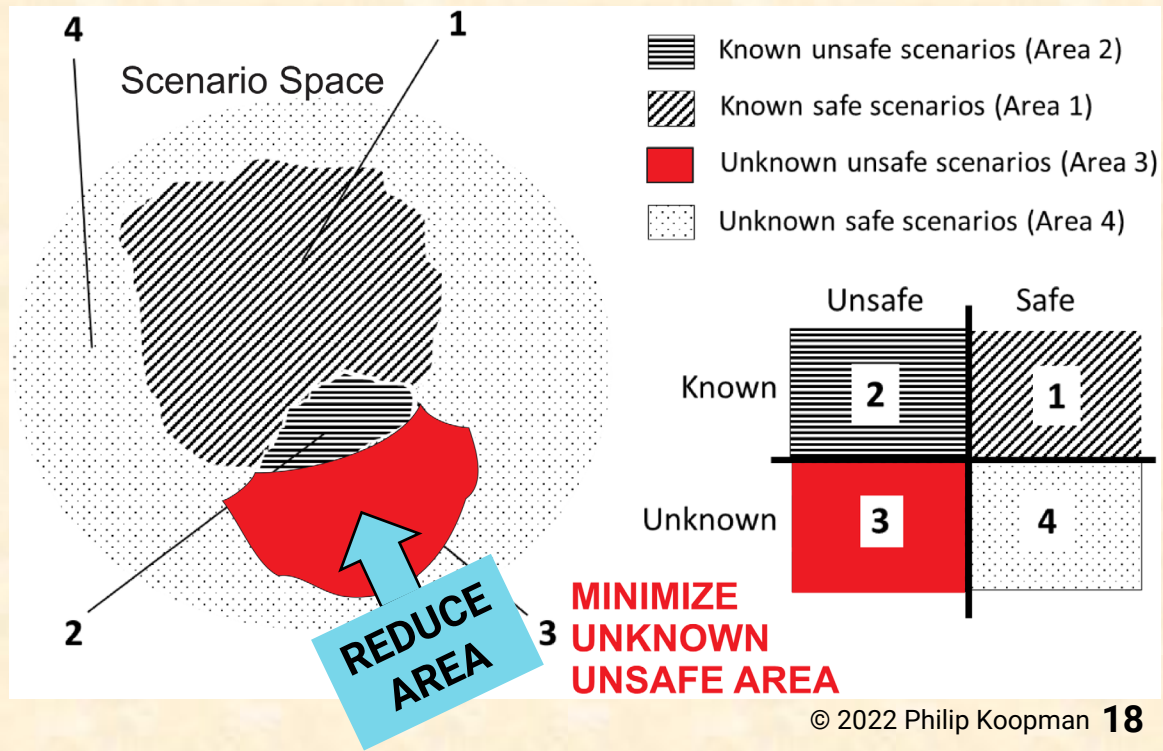 4
1
Scenario Space
2
3
REDUCE
AREA
MINIMIZE
UNKNOWN
UNSAFE AREA
Known unsafe scenarios (Area 2)
Known safe scenarios (Area 1)
Unknown unsafe scenarios (Area 3)
Unknown safe scenarios (Area 4)
Unsafe Safe
Known 2 1
Unknown 3 4
© 2022 Philip Koopman 18